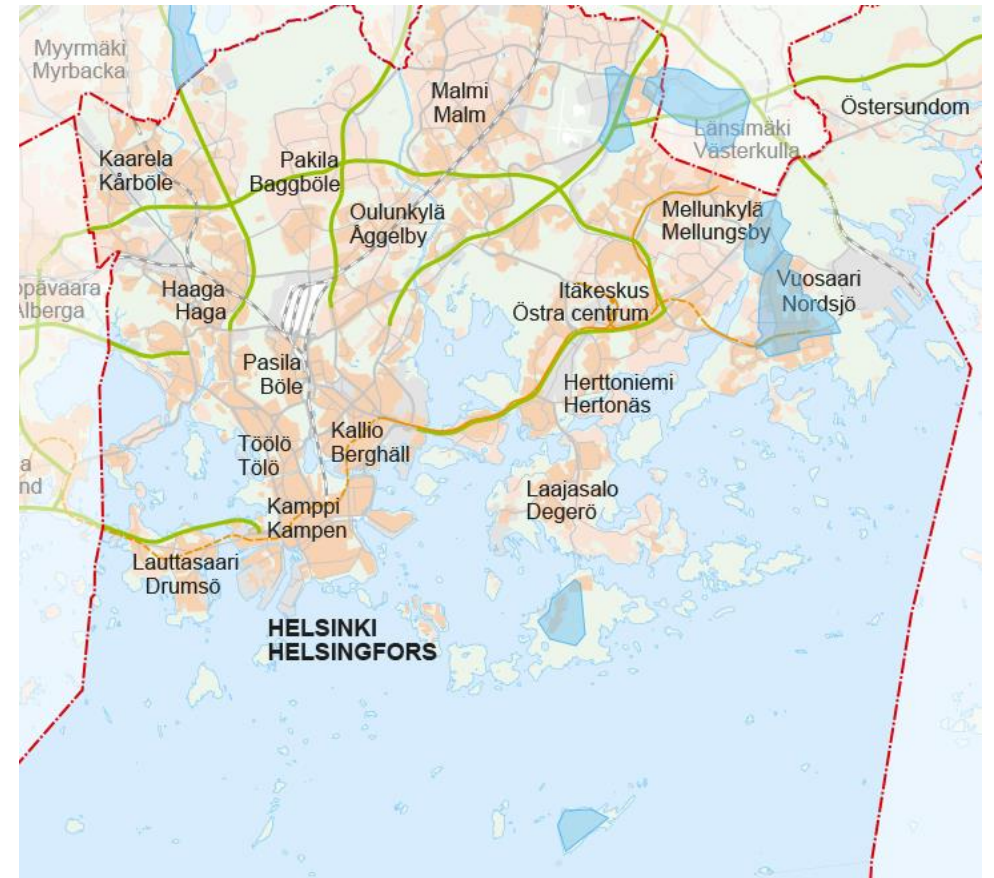 Myyrmäki
Myrbacka
Malmi
Malm
Östersundom
Länsimäki
Västerkulla
Kaarela
Kårböle
Pakila
Baggböle
Oulunkylä
Åggelby
Mellunkylä
Mellungsby
Vuosaari
Nordsjö
Itäkeskus
Östra centrum
Haaga
Haga
Alberga
Pasila
Böle
Herttoniemi
Hertonäs
Kallio
Berghäll
Töölö
Tölö
Laajasalo
Degerö
Kamppi
Kampen
Lauttasaari
Drumsö
HELSINKI
HELSINGFORS